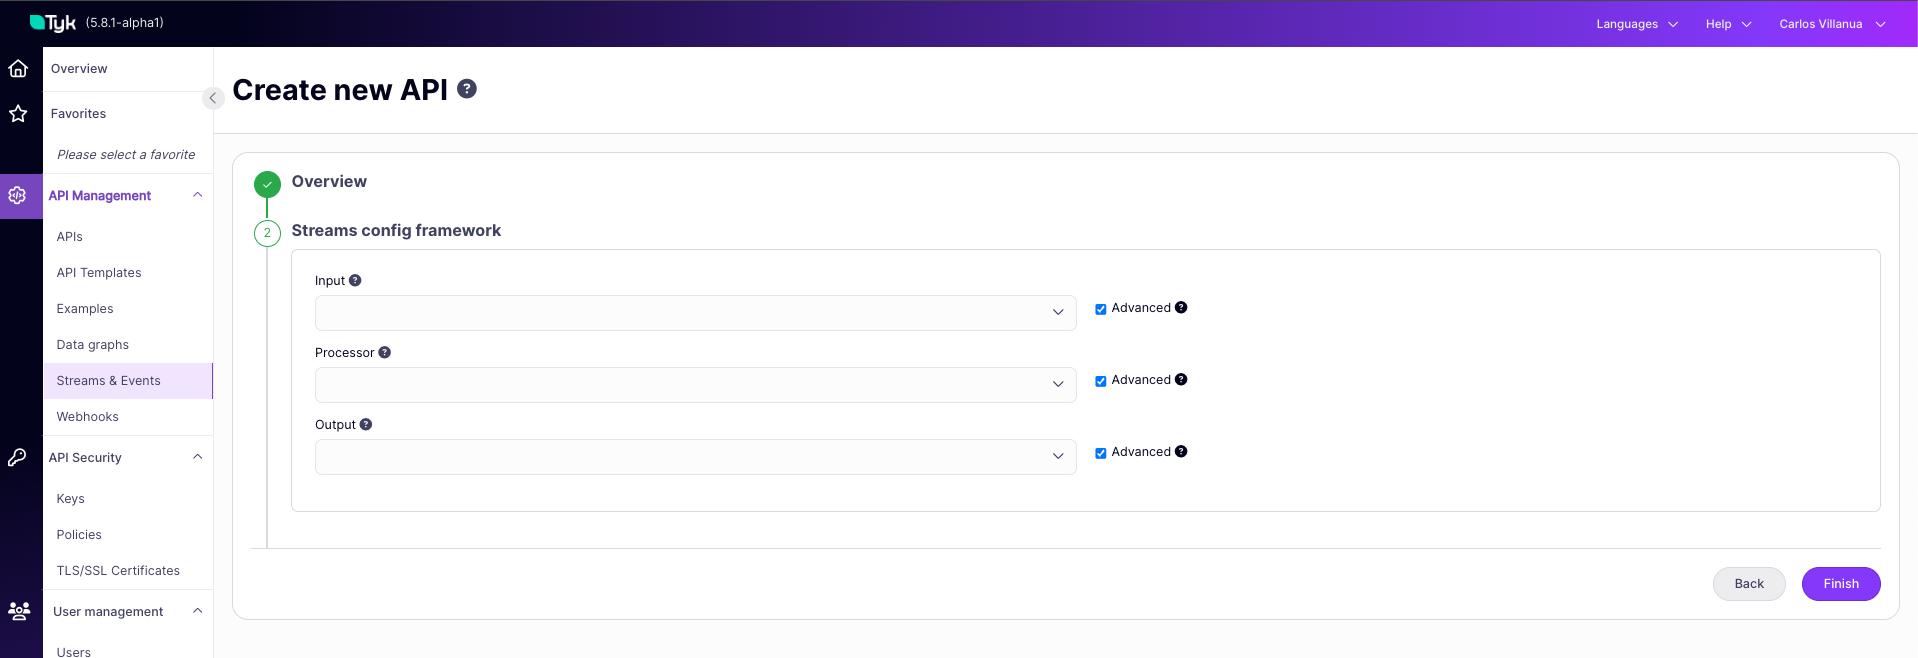 Tyk (5.8.1-alpha1)
Languages
Help
Carlos Villanua
Overview
Favorites
Please select a favorite
API Management
APIs
API Templates
Examples
Data graphs
Streams & Events
Webhooks
API Security
Keys
Policies
TLS/SSL Certificates
User management
Users
Create new API ?
Overview
2 Streams config framework
Input ?
Advanced ?
Processor ?
Advanced ?
Output ?
Advanced ?
Back
Finish